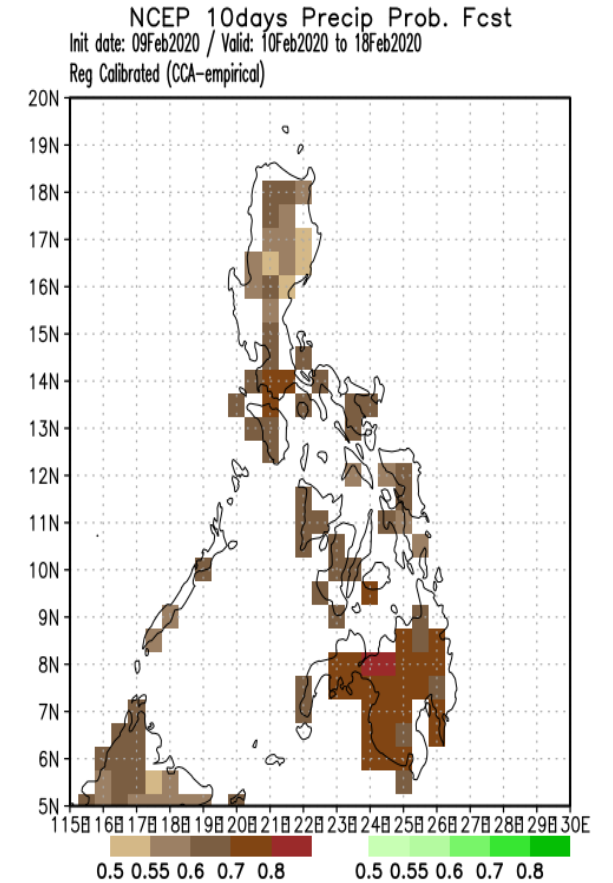 NCEP 10days Precip Prob. Fcst
Init date: 09Feb2020 / Valid: 10Feb2020 to 18Feb2020
Reg Calibrated (CCA-empirical)
20N
19N
18N
17N
16N
15N
14N
13N
12N
11N
10N
9N
8N
7N
6N
5N
115E 116E 117E 118E 119E 120E 121E 122E 123E 124E 125E 126E 127E 128E 129E 130E
0.5 0.55 0.6 0.7 0.8 0.5 0.55 0.6 0.7 0.8